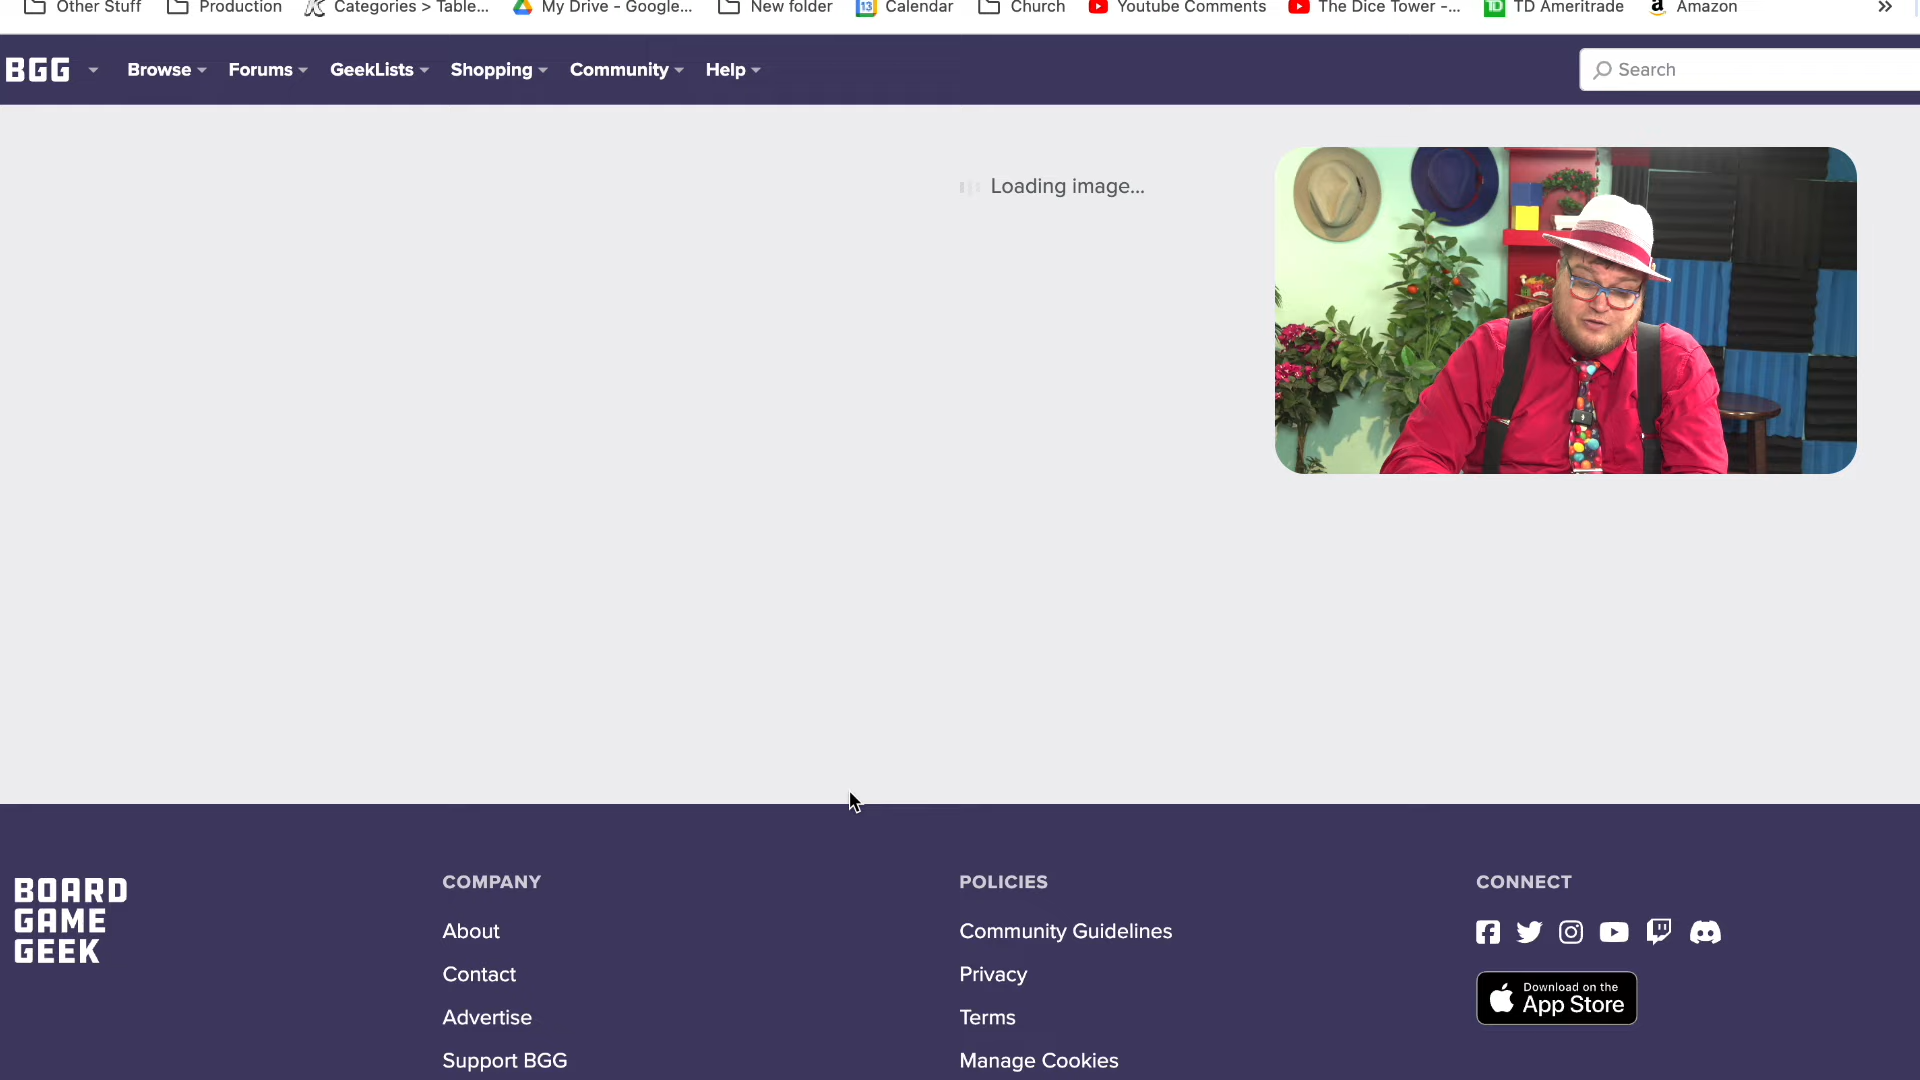 Other Stuff Production Categories > Table... My Drive - Google... New folder 13 Calendar Church Youtube Comments The Dice Tower -... TD TD Ameritrade a Amazon »
BGG Browse Forums GeekLists Shopping Community Help Search
Loading image...
BOARD
GAME
GEEK
COMPANY
About
Contact
Advertise
Support BGG
POLICIES
Community Guidelines
Privacy
Terms
Manage Cookies
CONNECT
Download on the
App Store